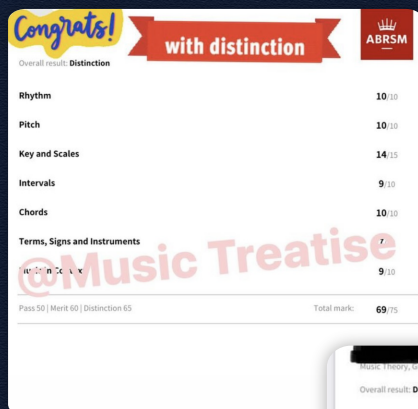 Congrats!
with distinction
ABRSM
Overall result: Distinction
Rhythm 10/10
Pitch 10/10
Key and Scales 14/15
Intervals 9/10
Chords 10/10
Terms, Signs and Instruments 7
@Music Treatise
9/10
Pass 50 | Merit 60 | Distinction 65 Total mark: 69/75
Music Theory, G
Overall result: D